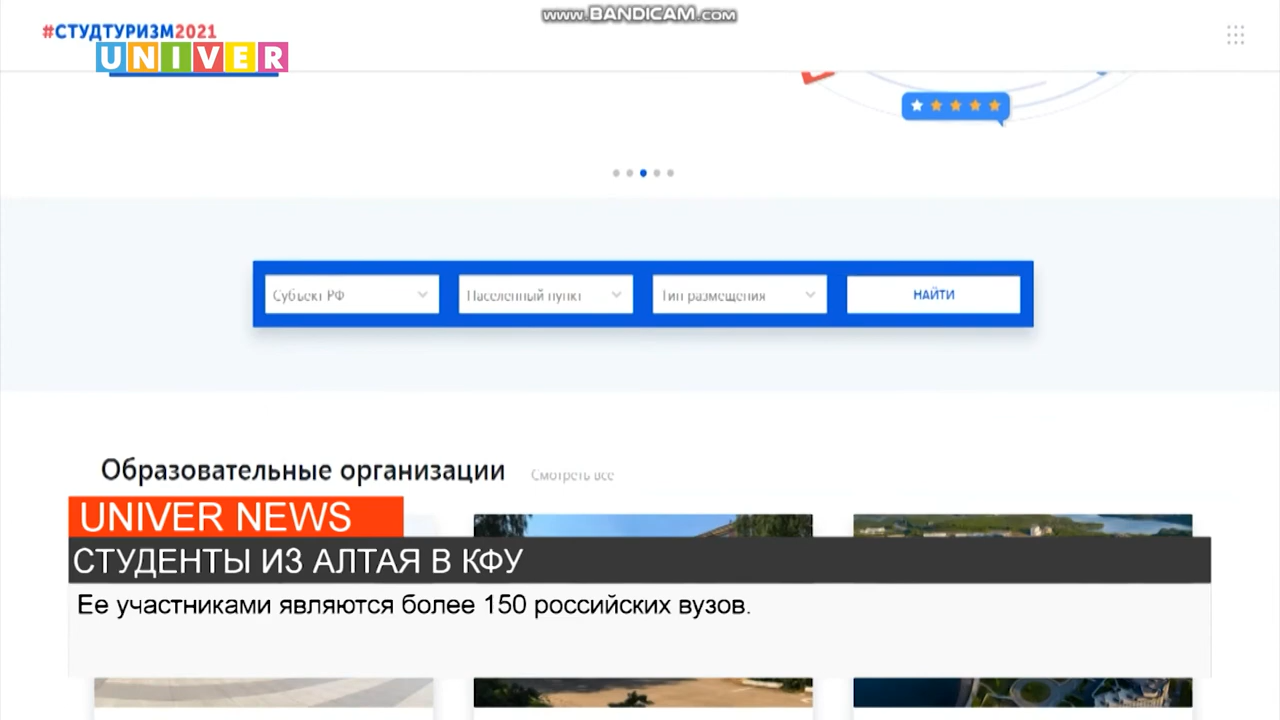 www.BANDICAM.com
#СТУДТУРИЗМ2021
UNIVER
Субъект РФ
Населенный пункт
Тип размещения
НАЙТИ
Образовательные организации
Смотреть все
UNIVER NEWS
СТУДЕНТЫ ИЗ АЛТАЯ В КФУ
Ее участниками являются более 150 российских вузов.